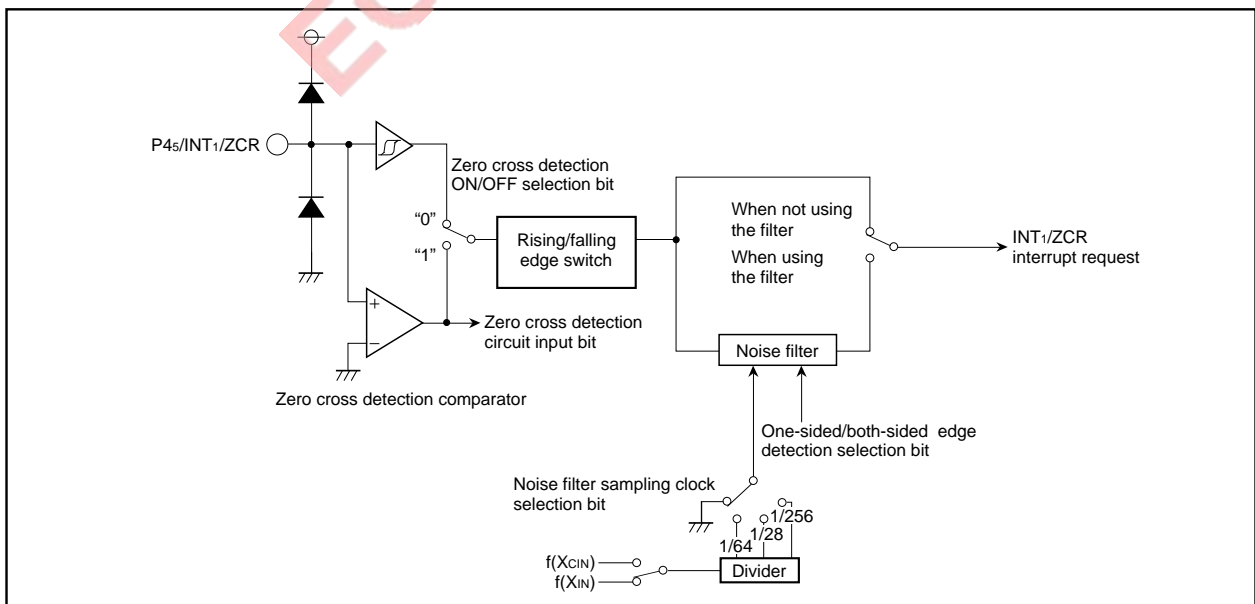 P45/INT1/ZCR
Zero cross detection
ON/OFF selection bit
“0”
“1”
Rising/falling
edge switch
When not using
the filter
When using
the filter
INT1/ZCR
interrupt request
+
−
Zero cross detection
circuit input bit
Noise filter
Zero cross detection comparator
One-sided/both-sided edge
detection selection bit
Noise filter sampling clock
selection bit
1/256
1/28
1/64
f(XCIN)
f(XIN)
Divider